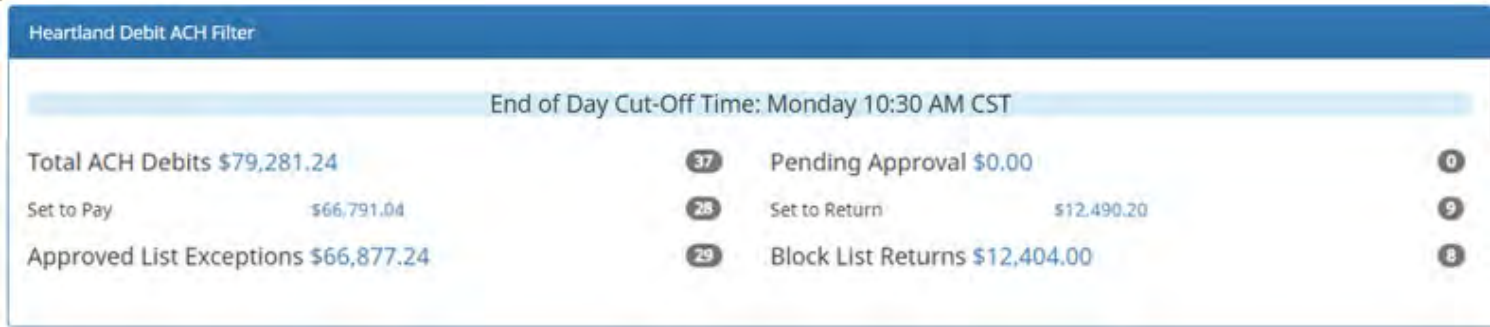 Heartland Debit ACH Filter
End of Day Cut-Off Time: Monday 10:30 AM CST
Total ACH Debits $79,281.24 37 Pending Approval $0.00 0
Set to Pay $66,791.04 28 Set to Return $12,490.20 9
Approved List Exceptions $66,877.24 29 Block List Returns $12,404.00 8